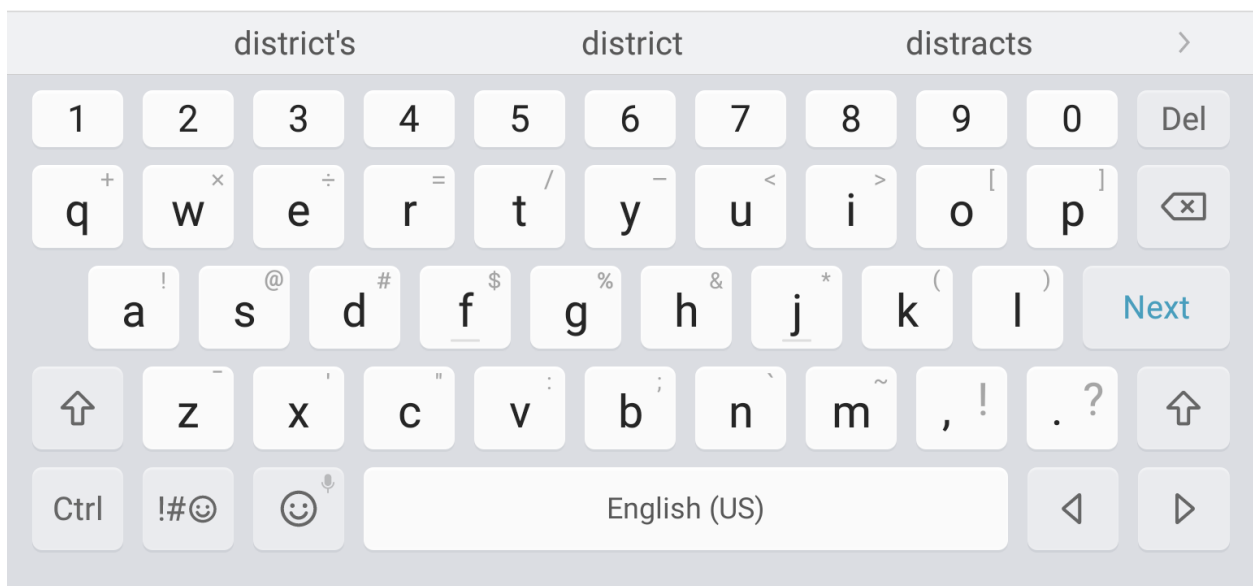 district's district distracts >
1 2 3 4 5 6 7 8 9 0 Del
+ × ÷ = / − < > [ ]
q w e r t y u i o p
! @ # $ % & * ( )
a s d f g h j k l Next
- ' " : ; ` ~ ! ?
z x c v b n m , .
Ctrl !#☺ English (US)